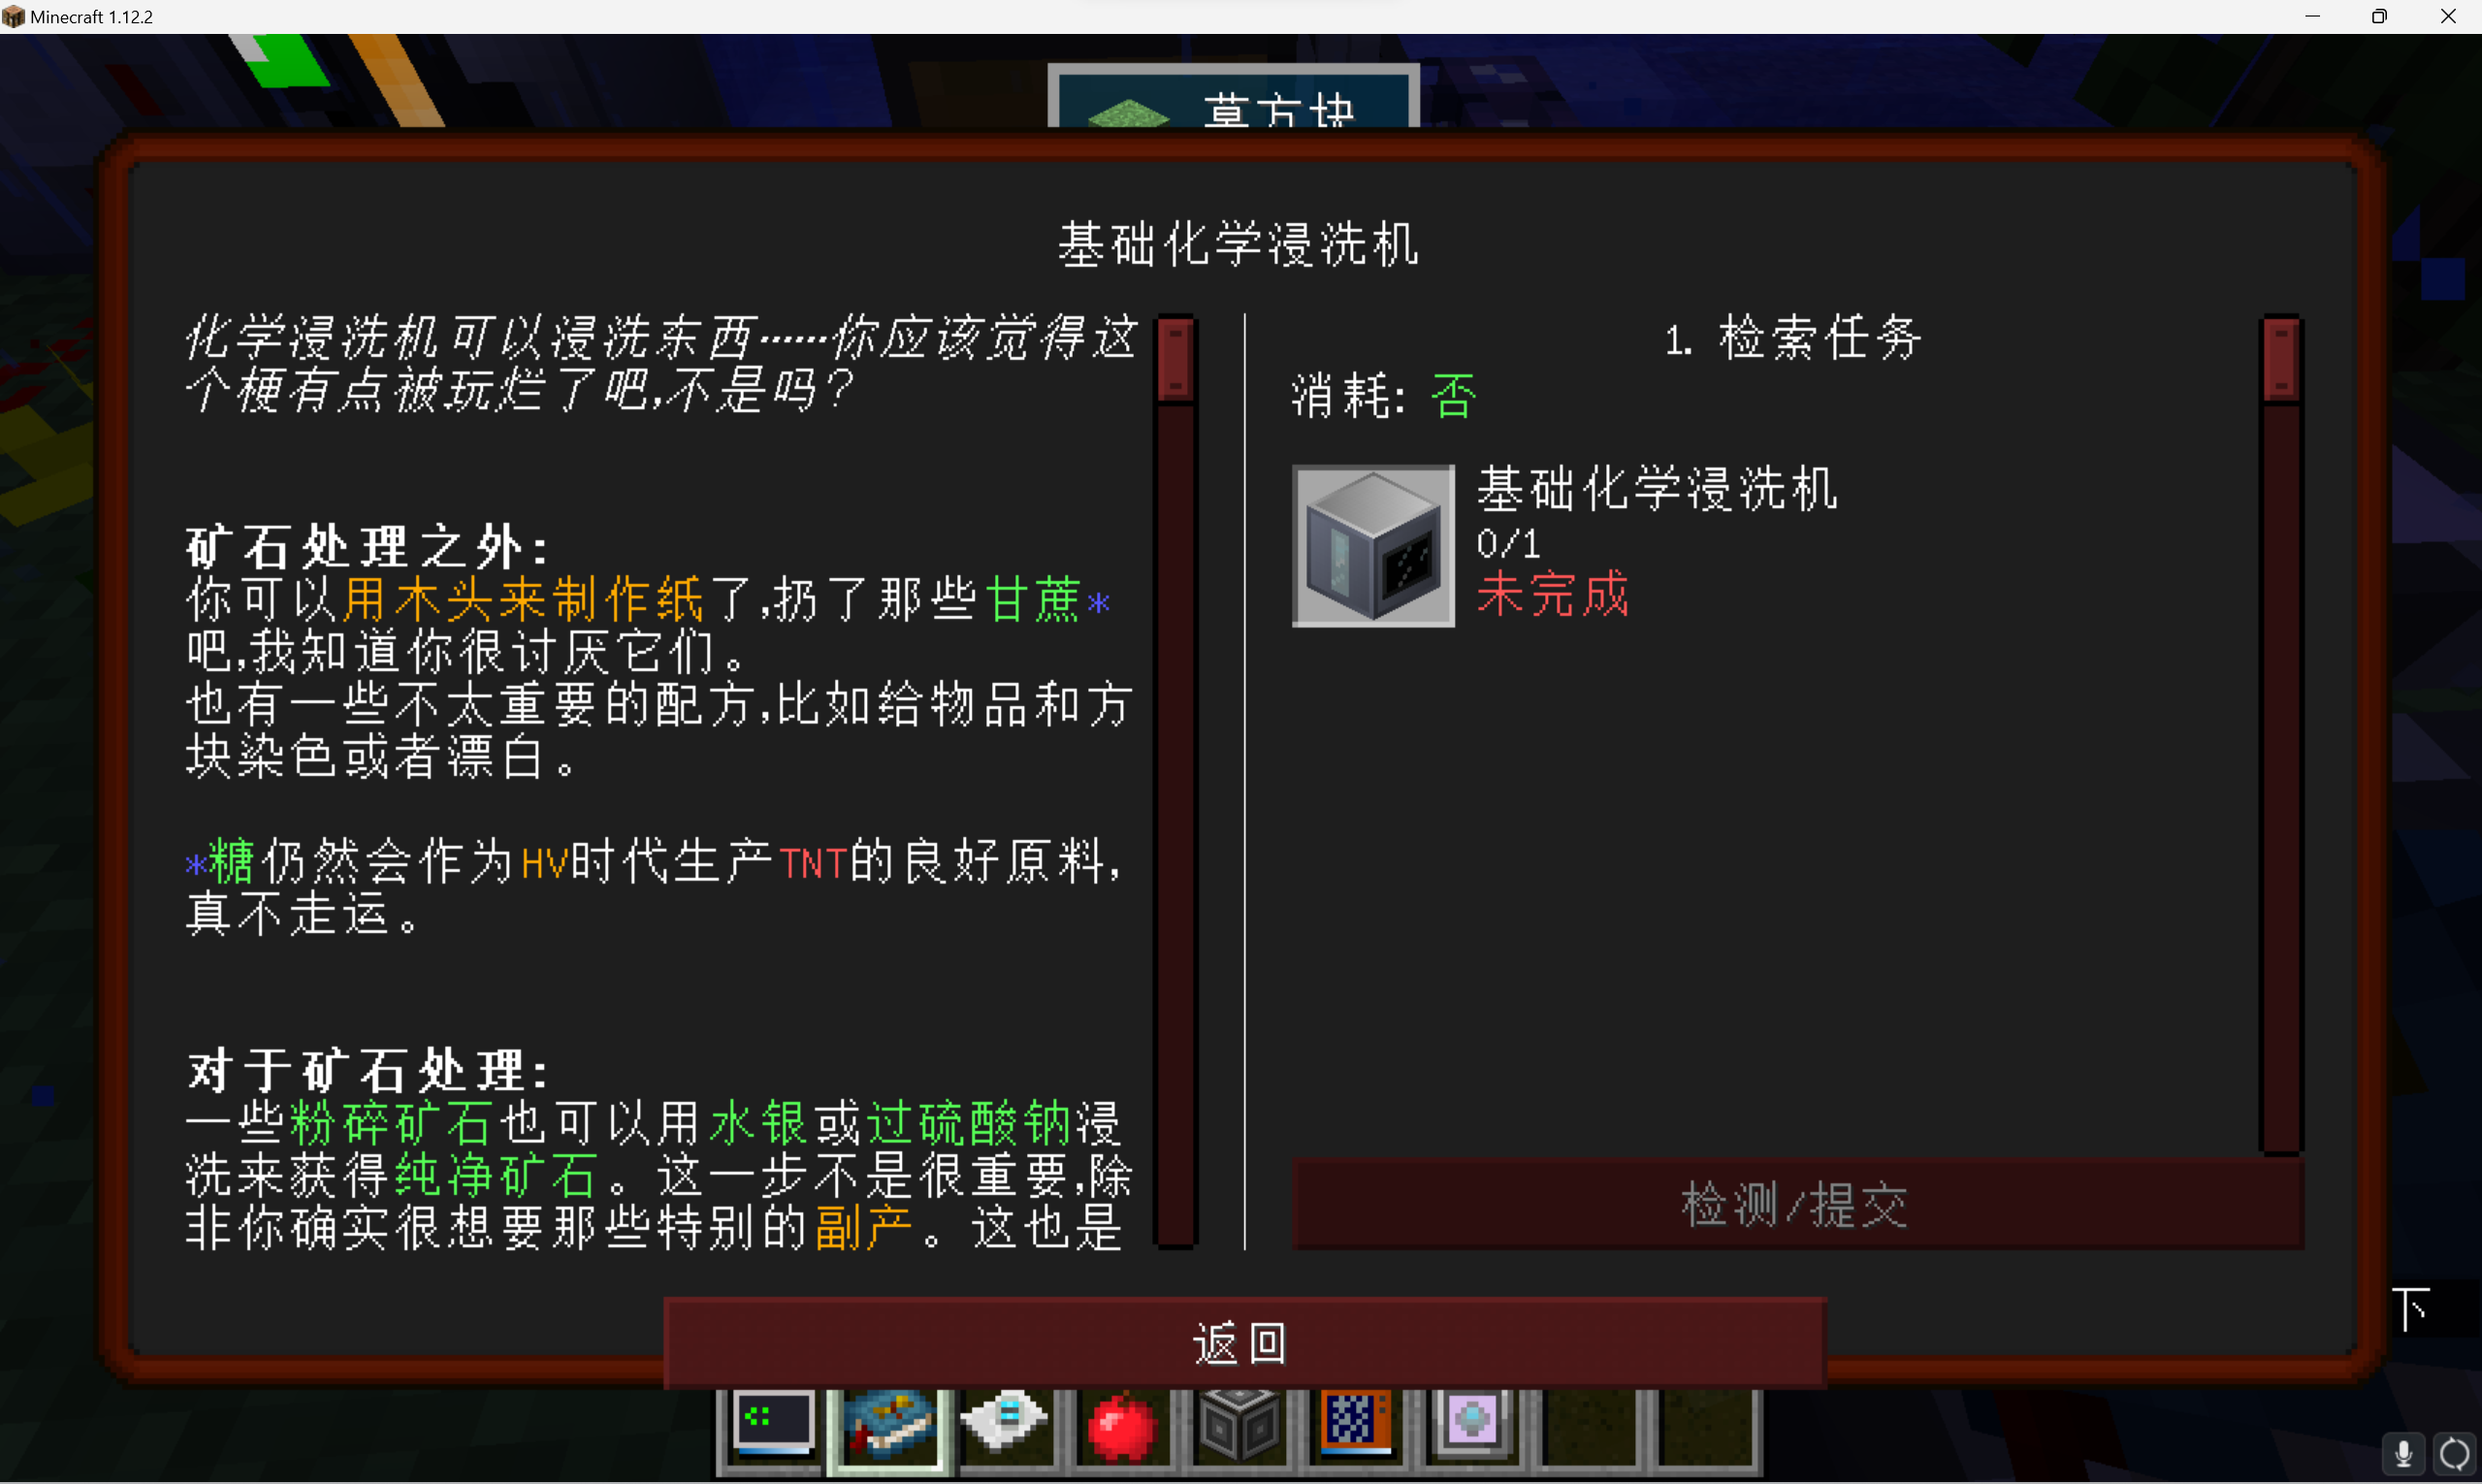 Minecraft 1.12.2
草方块
基础化学浸洗机
化学浸洗机可以浸洗东西……你应该觉得这
个梗有点被玩烂了吧,不是吗?
矿石处理之外:
你可以用木头来制作纸了,扔了那些甘蔗*
吧,我知道你很讨厌它们。
也有一些不太重要的配方,比如给物品和方
块染色或者漂白。
*糖仍然会作为HV时代生产TNT的良好原料,
真不走运。
对于矿石处理:
一些粉碎矿石也可以用水银或过硫酸钠浸
洗来获得纯净矿石。这一步不是很重要,除
非你确实很想要那些特别的副产。这也是
1. 检索任务
消耗: 否
基础化学浸洗机
0/1
未完成
检测/提交
返回
下